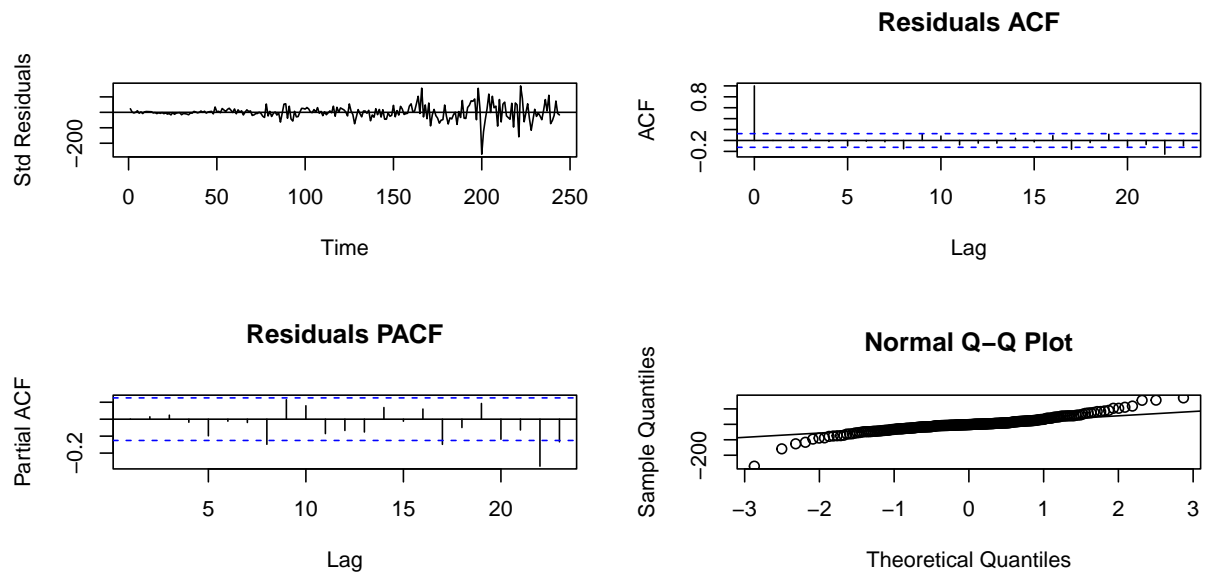 Std Residuals
−200
0 50 100 150 200 250
Time
Residuals ACF
ACF
−0.2 0.8
0 5 10 15 20
Lag
Residuals PACF
Partial ACF
−0.2
5 10 15 20
Lag
Normal Q−Q Plot
Sample Quantiles
−200
−3 −2 −1 0 1 2 3
Theoretical Quantiles